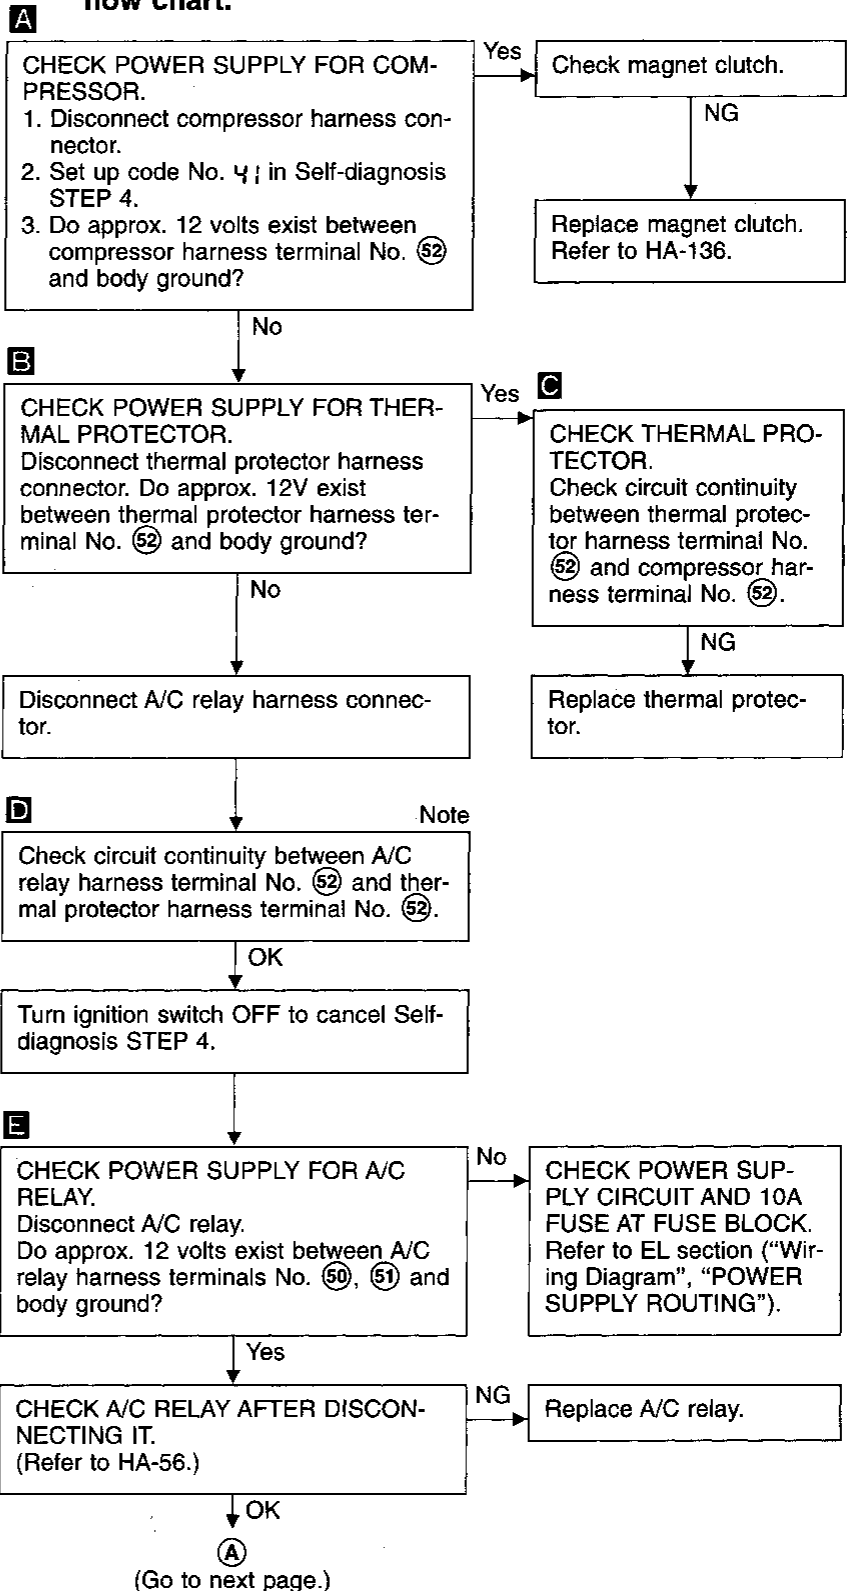 flow chart.
A
CHECK POWER SUPPLY FOR COM-
PRESSOR.
1. Disconnect compressor harness con-
nector.
2. Set up code No. 41 in Self-diagnosis
STEP 4.
3. Do approx. 12 volts exist between
compressor harness terminal No. 52
and body ground?
Yes
Check magnet clutch.
NG
Replace magnet clutch.
Refer to HA-136.
No
B
CHECK POWER SUPPLY FOR THER-
MAL PROTECTOR.
Disconnect thermal protector harness
connector. Do approx. 12V exist
between thermal protector harness ter-
minal No. 52 and body ground?
Yes
C
CHECK THERMAL PRO-
TECTOR.
Check circuit continuity
between thermal protec-
tor harness terminal No.
52 and compressor har-
ness terminal No. 52.
NG
Replace thermal protec-
tor.
No
Disconnect A/C relay harness connec-
tor.
D
Note
Check circuit continuity between A/C
relay harness terminal No. 52 and ther-
mal protector harness terminal No. 52.
OK
Turn ignition switch OFF to cancel Self-
diagnosis STEP 4.
E
CHECK POWER SUPPLY FOR A/C
RELAY.
Disconnect A/C relay.
Do approx. 12 volts exist between A/C
relay harness terminals No. 50, 51 and
body ground?
No
CHECK POWER SUP-
PLY CIRCUIT AND 10A
FUSE AT FUSE BLOCK.
Refer to EL section ("Wir-
ing Diagram", "POWER
SUPPLY ROUTING").
Yes
CHECK A/C RELAY AFTER DISCON-
NECTING IT.
(Refer to HA-56.)
NG
Replace A/C relay.
OK
A
(Go to next page.)